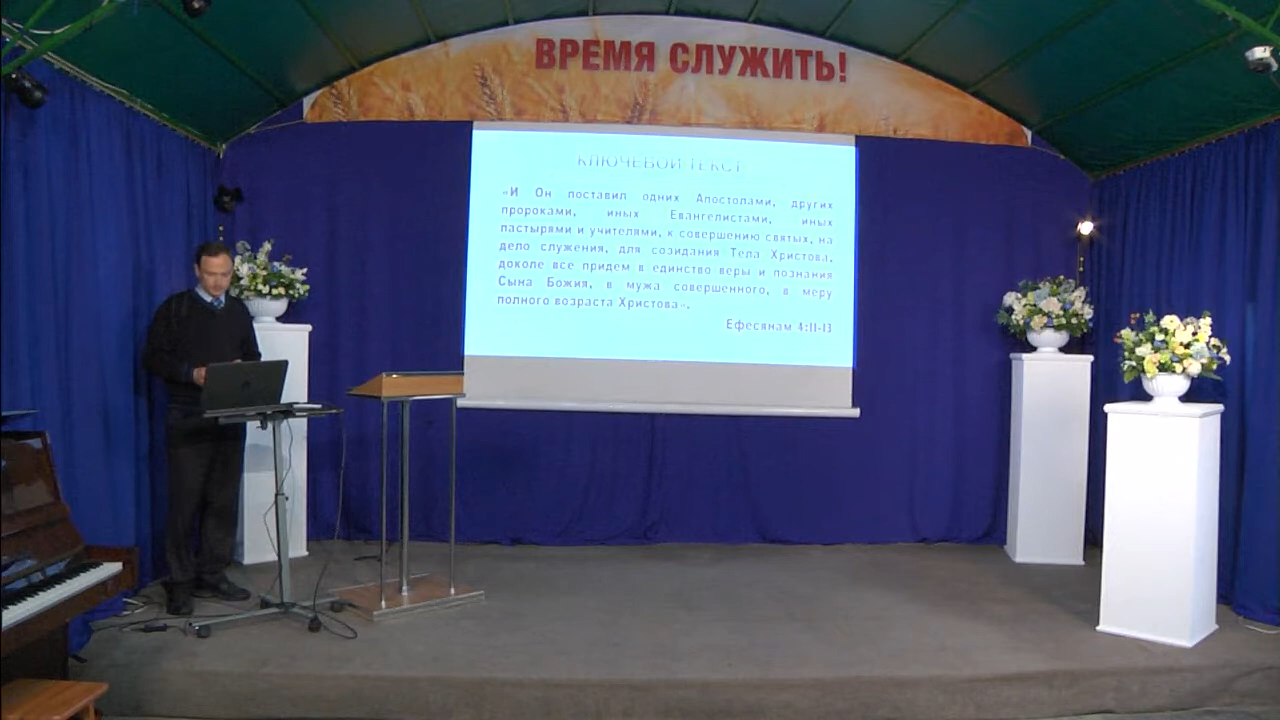 ВРЕМЯ СЛУЖИТЬ!
КЛЮЧЕВОЙ ТЕКСТ
«И Он поставил одних Апостолами, других
пророками, иных Евангелистами, иных
пастырями и учителями, к совершению святых, на
дело служения, для созидания Тела Христова,
доколе все придем в единство веры и познания
Сына Божия, в мужа совершенного, в меру
полного возраста Христова».
Ефесянам 4:11-13